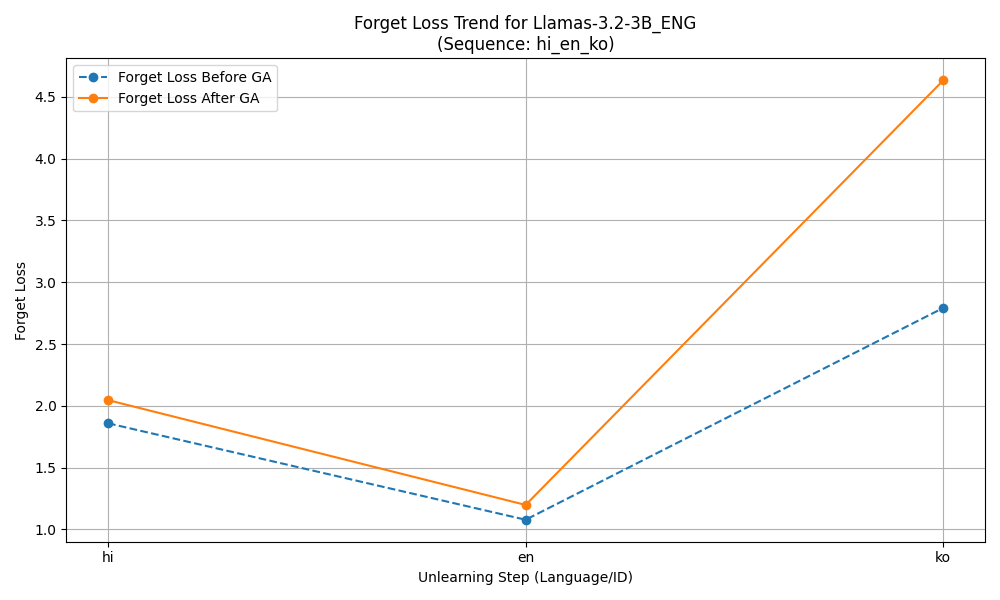 Forget Loss Trend for Llamas-3.2-3B_ENG
(Sequence: hi_en_ko)
Forget Loss Before GA
Forget Loss After GA
4.5
4.0
3.5
3.0
2.5
2.0
1.5
1.0
Forget Loss
hi
en
ko
Unlearning Step (Language/ID)